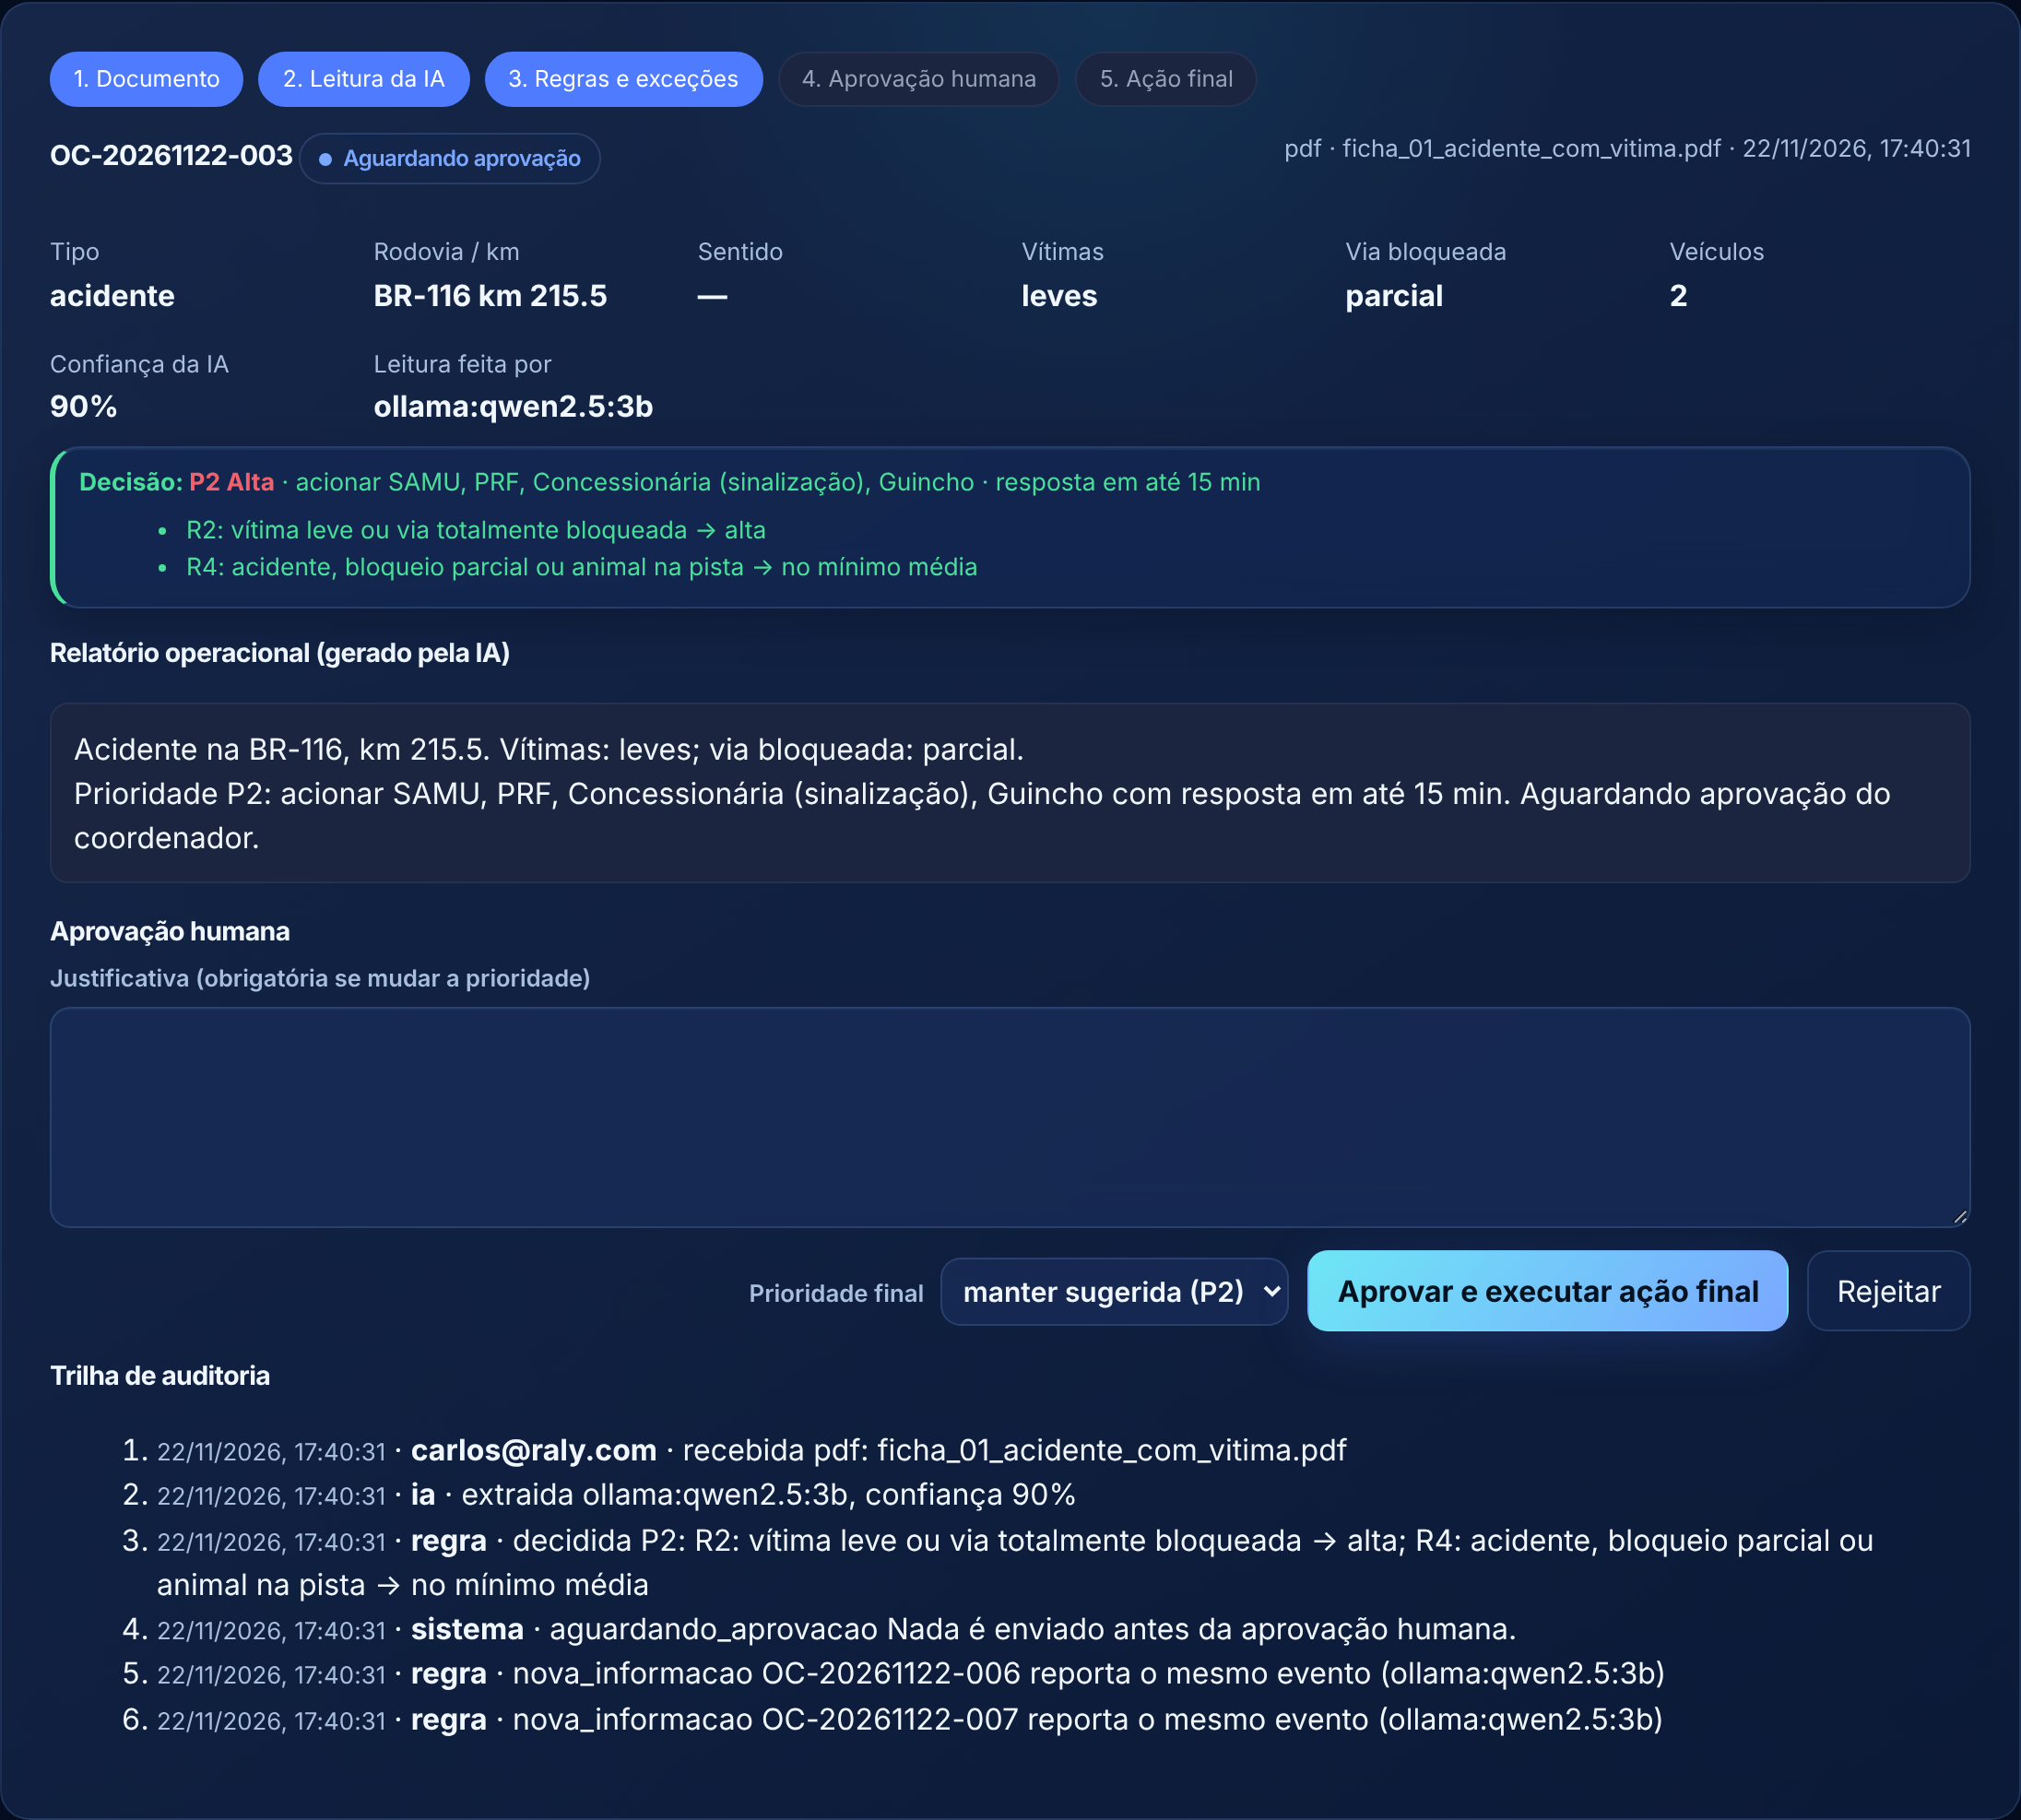 1. Documento
2. Leitura da IA
3. Regras e exceções
4. Aprovação humana
5. Ação final
OC-20261122-003
Aguardando aprovação
pdf · ficha_01_acidente_com_vitima.pdf · 22/11/2026, 17:40:31
Tipo
acidente
Rodovia / km
BR-116 km 215.5
Sentido
—
Vítimas
leves
Via bloqueada
parcial
Veículos
2
Confiança da IA
90%
Leitura feita por
ollama:qwen2.5:3b
Decisão: P2 Alta · acionar SAMU, PRF, Concessionária (sinalização), Guincho · resposta em até 15 min
• R2: vítima leve ou via totalmente bloqueada → alta
• R4: acidente, bloqueio parcial ou animal na pista → no mínimo média
Relatório operacional (gerado pela IA)
Acidente na BR-116, km 215.5. Vítimas: leves; via bloqueada: parcial.
Prioridade P2: acionar SAMU, PRF, Concessionária (sinalização), Guincho com resposta em até 15 min. Aguardando aprovação do
coordenador.
Aprovação humana
Justificativa (obrigatória se mudar a prioridade)
Prioridade final
manter sugerida (P2)
Aprovar e executar ação final
Rejeitar
Trilha de auditoria
1. 22/11/2026, 17:40:31 · carlos@raly.com · recebida pdf: ficha_01_acidente_com_vitima.pdf
2. 22/11/2026, 17:40:31 · ia · extraida ollama:qwen2.5:3b, confiança 90%
3. 22/11/2026, 17:40:31 · regra · decidida P2: R2: vítima leve ou via totalmente bloqueada → alta; R4: acidente, bloqueio parcial ou
animal na pista → no mínimo média
4. 22/11/2026, 17:40:31 · sistema · aguardando_aprovacao Nada é enviado antes da aprovação humana.
5. 22/11/2026, 17:40:31 · regra · nova_informacao OC-20261122-006 reporta o mesmo evento (ollama:qwen2.5:3b)
6. 22/11/2026, 17:40:31 · regra · nova_informacao OC-20261122-007 reporta o mesmo evento (ollama:qwen2.5:3b)